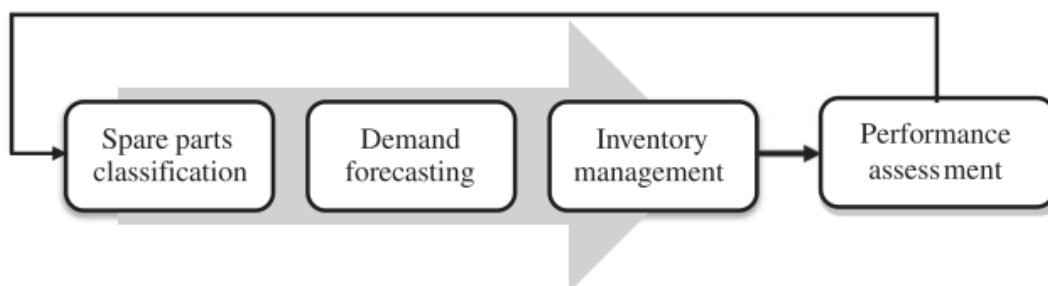 Spare parts
classification
Demand
forecasting
Inventory
management
Performance
assessment